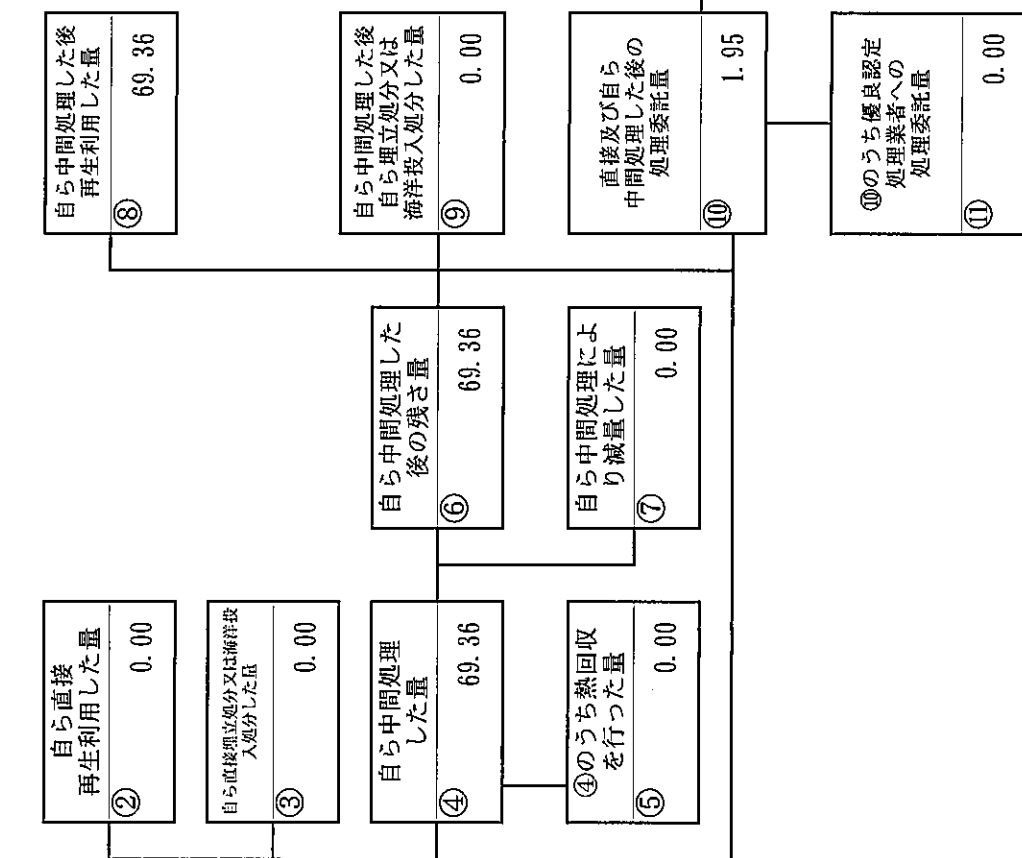 自ら直接
再生利用した量
② 0.00
自ら直接埋立処分又は海洋投
入処分した量
③ 0.00
自ら中間処理
した量
④ 69.36
④のうち熱回収
を行った量
⑤ 0.00
自ら中間処理した
後の残さ量
⑥ 69.36
自ら中間処理によ
り減量した量
⑦ 0.00
自ら中間処理した後
再生利用した量
⑧ 69.36
自ら中間処理した後
自ら埋立処分又は
海洋投入処分した量
⑨ 0.00
直接及び自ら
中間処理した後の
処理委託量
⑩ 1.95
⑩のうち優良認定
処理業者への
処理委託量
⑪ 0.00